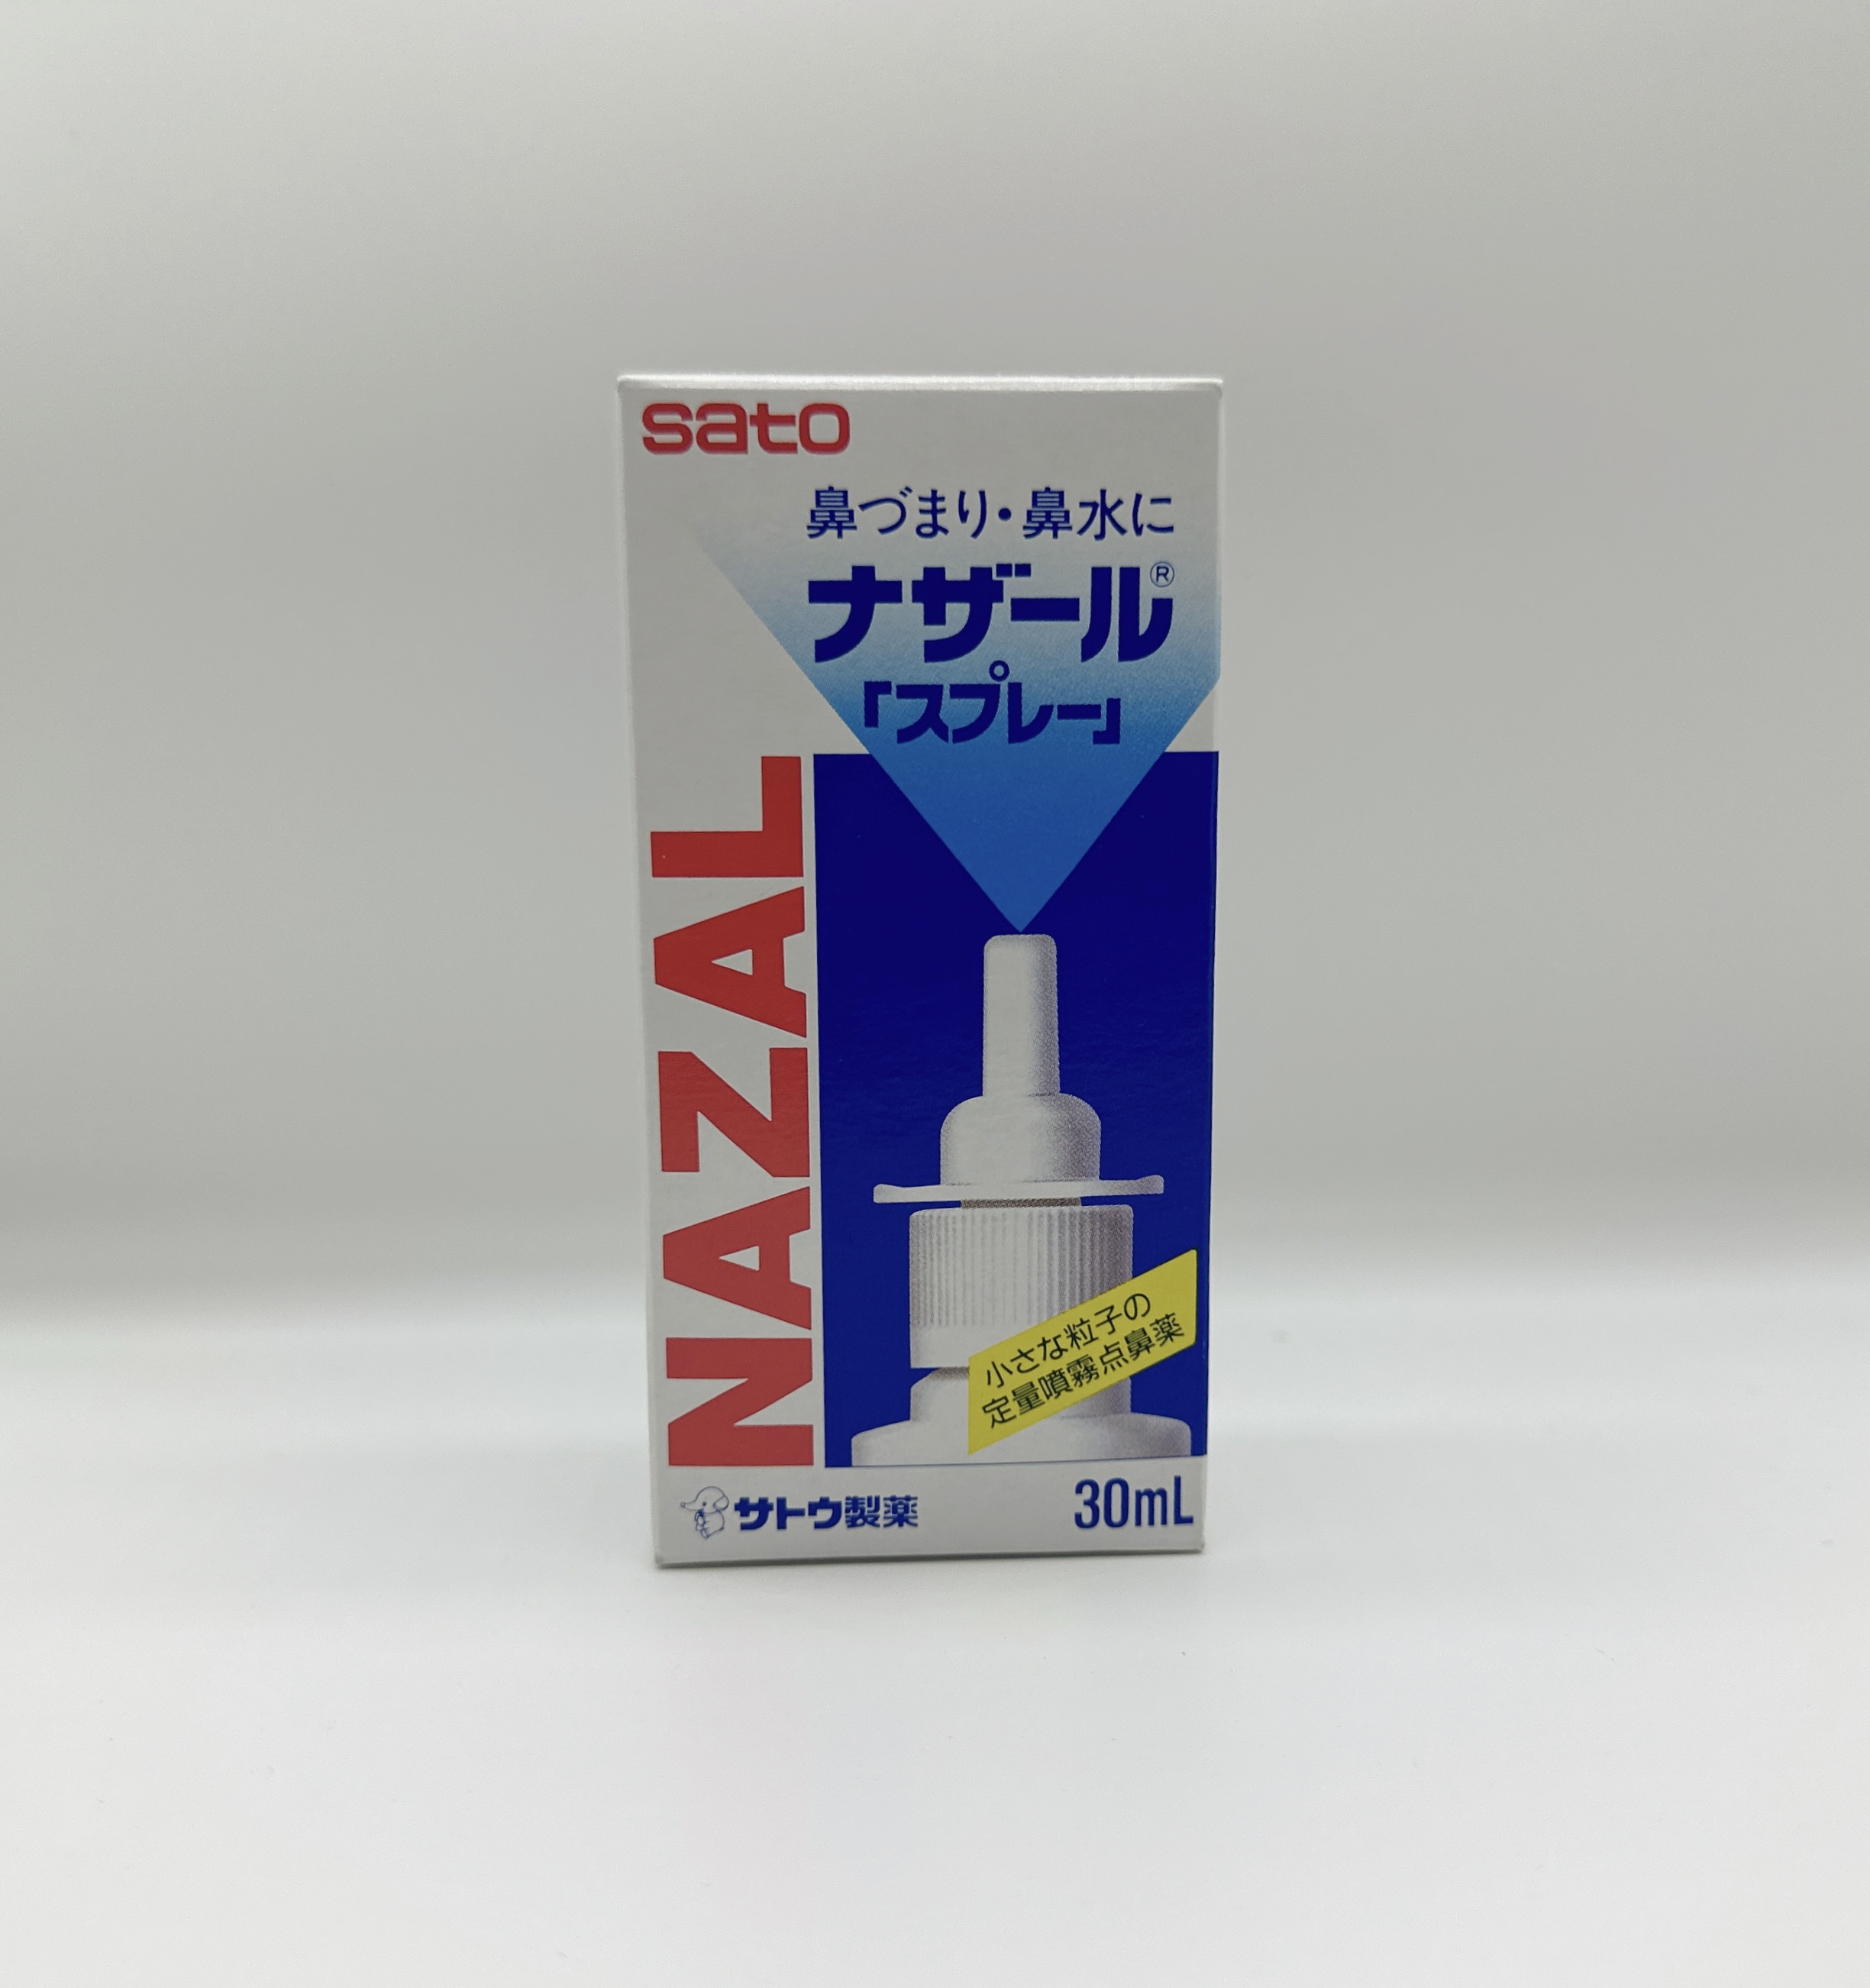 sato
鼻づまり・鼻水に
ナザール®
「スプレー」
NAZAL
小さな粒子の
定量噴霧点鼻薬
サトウ製薬
30mL